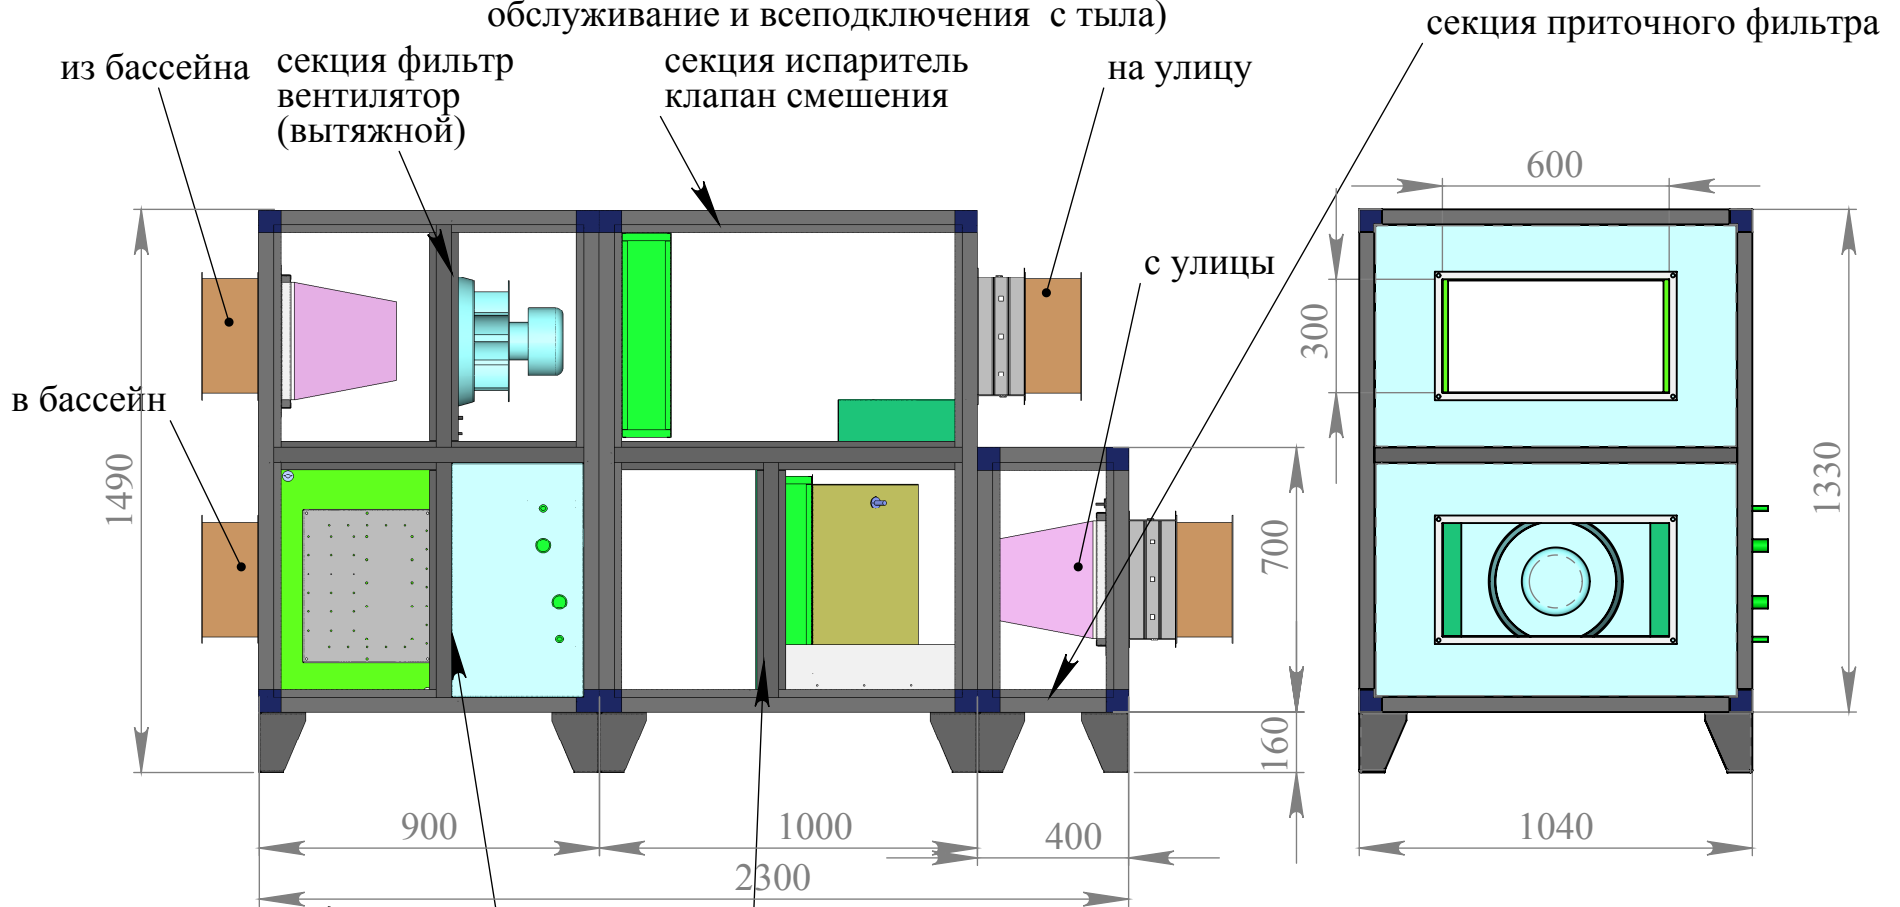 обслуживание и всеподключения с тыла)
секция приточного фильтра
из бассейна
секция фильтр
вентилятор
(вытяжной)
секция испаритель
клапан смешения
на улицу
с улицы
в бассейн
600
300
1490
1330
700
160
900
1000
400
2300
1040